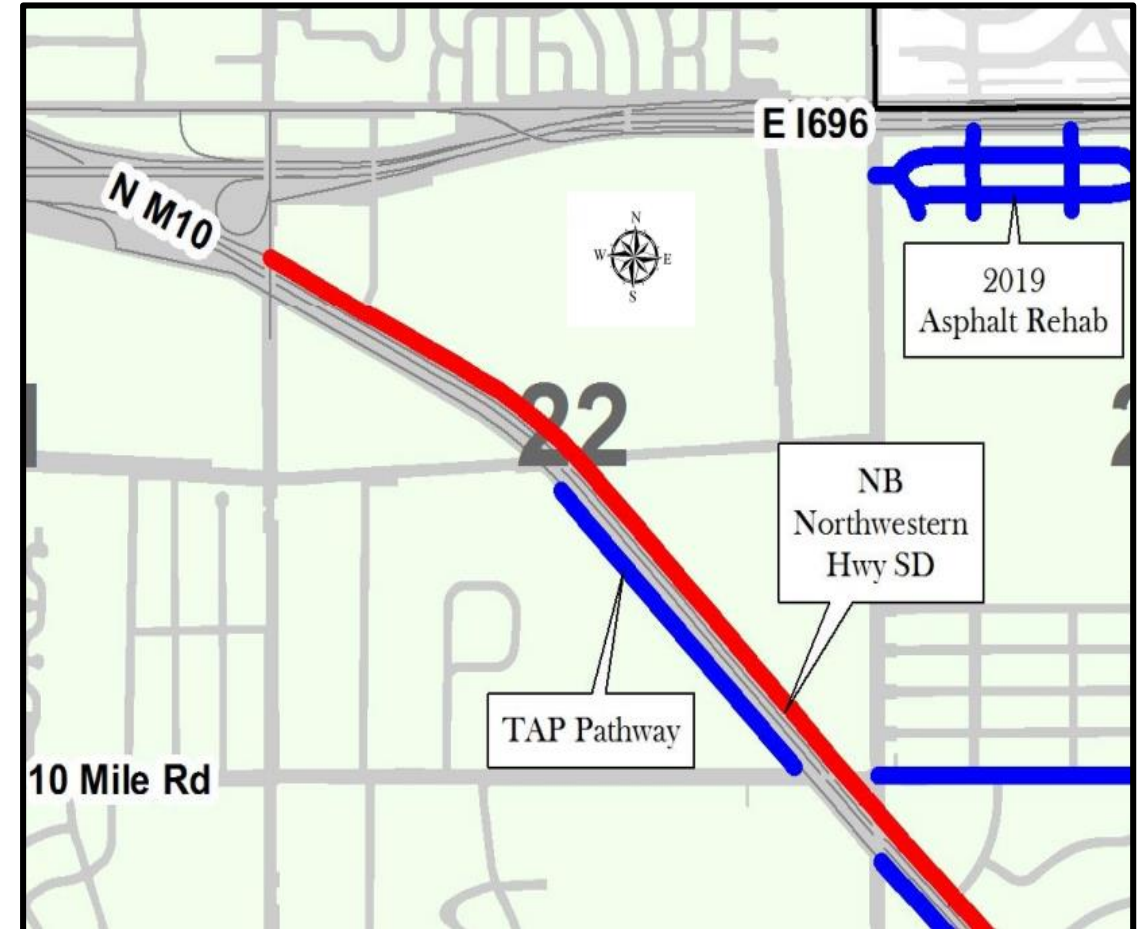 E I696
N M10
N
W
E
S
2019
Asphalt Rehab
22
NB
Northwestern
Hwy SD
TAP Pathway
10 Mile Rd